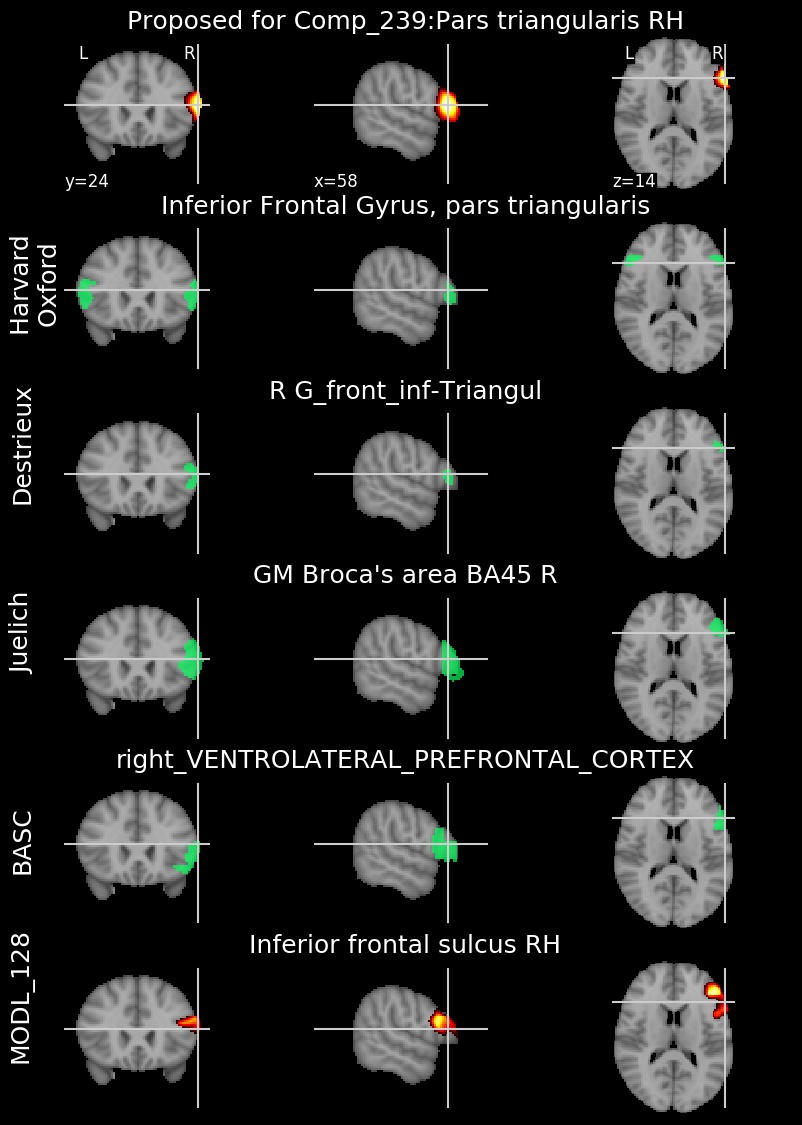 Proposed for Comp_239:Pars triangularis RH
L R
L R
y=24
x=58
z=14
Inferior Frontal Gyrus, pars triangularis
Harvard
Oxford
R G_front_inf-Triangul
Destrieux
GM Broca's area BA45 R
Juelich
right_VENTROLATERAL_PREFRONTAL_CORTEX
BASC
Inferior frontal sulcus RH
MODL_128